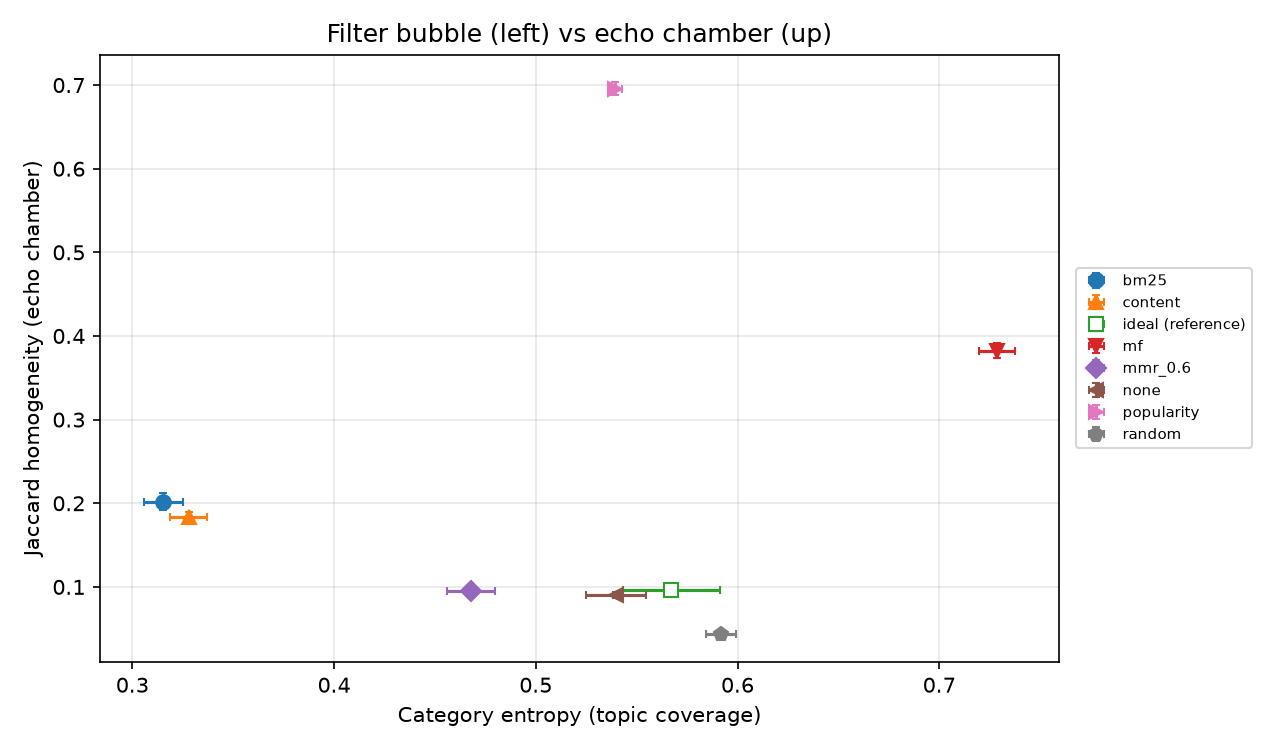 Filter bubble (left) vs echo chamber (up)
Jaccard homogeneity (echo chamber)
0.7
0.6
0.5
0.4
0.3
0.2
0.1
0.3 0.4 0.5 0.6 0.7
Category entropy (topic coverage)
bm25
content
ideal (reference)
mf
mmr_0.6
none
popularity
random